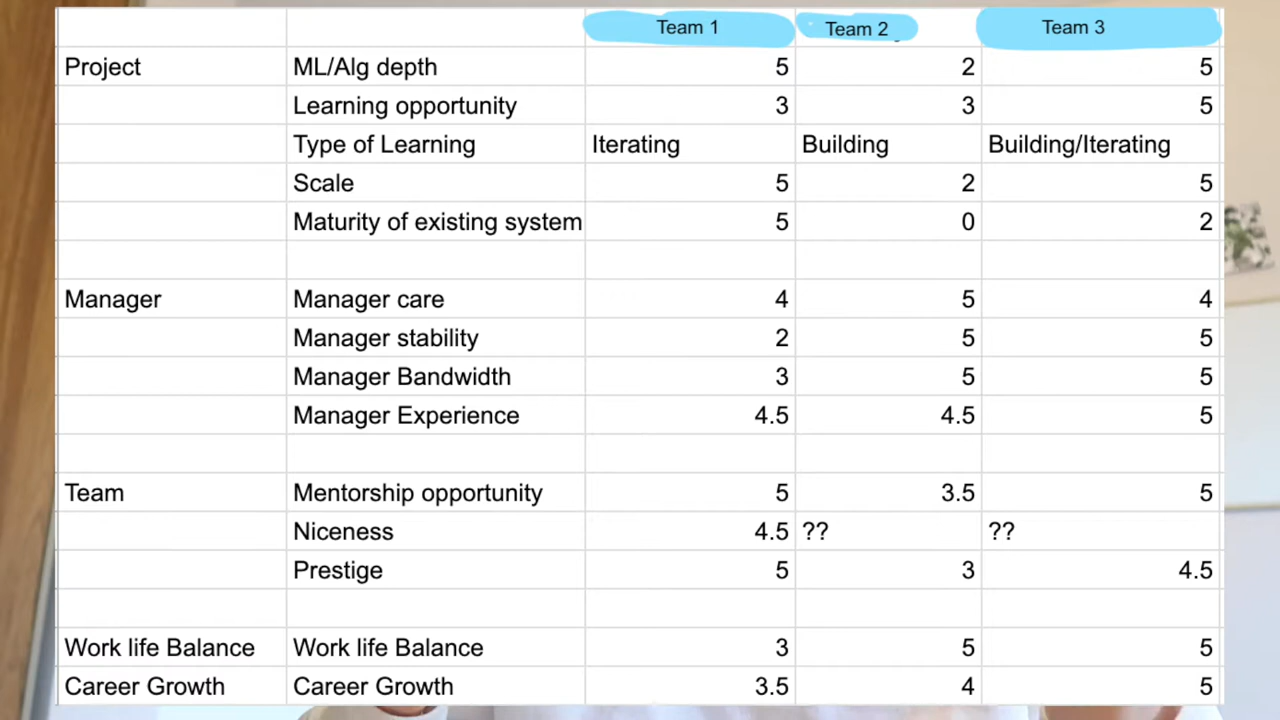 Team 1 Team 2 Team 3
Project ML/Alg depth 5 2 5
Learning opportunity 3 3 5
Type of Learning Iterating Building Building/Iterating
Scale 5 2 5
Maturity of existing system 5 0 2
Manager Manager care 4 5 4
Manager stability 2 5 5
Manager Bandwidth 3 5 5
Manager Experience 4.5 4.5 5
Team Mentorship opportunity 5 3.5 5
Niceness 4.5 ?? ??
Prestige 5 3 4.5
Work life Balance Work life Balance 3 5 5
Career Growth Career Growth 3.5 4 5